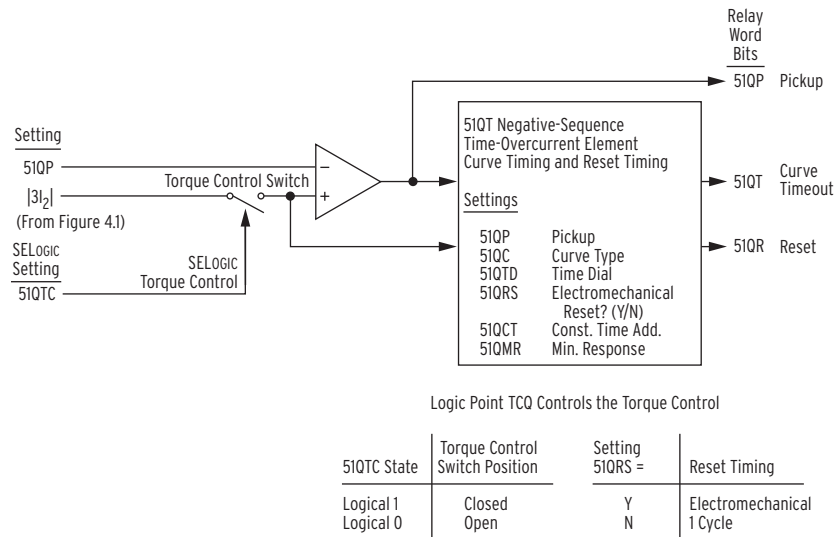 Relay
Word
Bits
51QP Pickup
Setting
51QP
|3I2|
(From Figure 4.1)
SELOGIC
Setting
51QTC
Torque Control Switch
SELOGIC
Torque Control
−
+
51QT Negative-Sequence
Time-Overcurrent Element
Curve Timing and Reset Timing
Settings
51QP Pickup
51QC Curve Type
51QTD Time Dial
51QRS Electromechanical
Reset? (Y/N)
51QCT Const. Time Add.
51QMR Min. Response
51QT Curve
Timeout
51QR Reset
Logic Point TCQ Controls the Torque Control
51QTC State Torque Control
Switch Position
Logical 1 Closed
Logical 0 Open
Setting
51QRS = Reset Timing
Y Electromechanical
N 1 Cycle